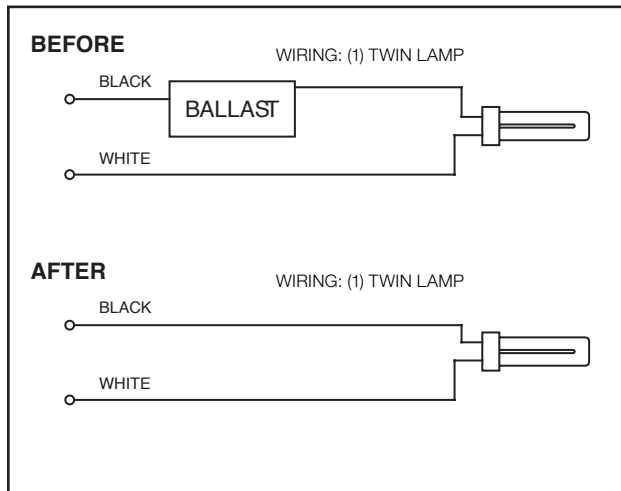 BEFORE
WIRING: (1) TWIN LAMP
BLACK
BALLAST
WHITE
AFTER
WIRING: (1) TWIN LAMP
BLACK
WHITE